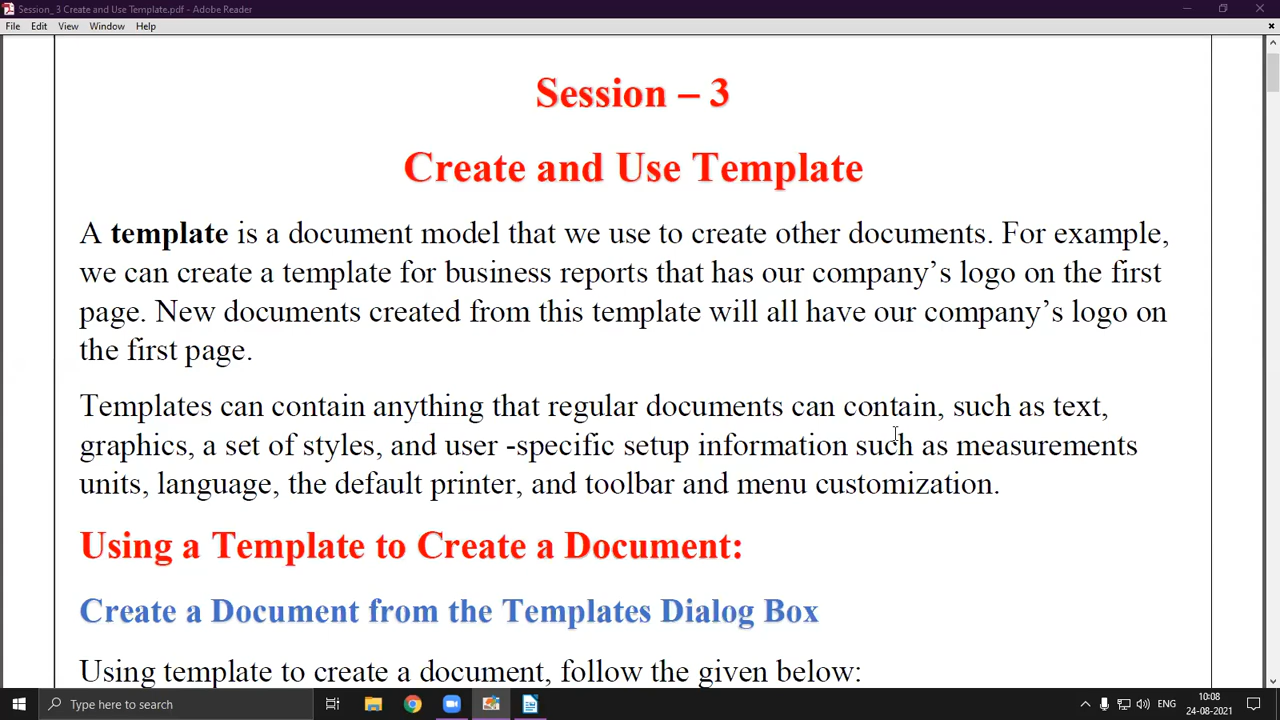 Session_ 3 Create and Use Template.pdf - Adobe Reader
File Edit View Window Help
Session – 3
Create and Use Template
A template is a document model that we use to create other documents. For example,
we can create a template for business reports that has our company’s logo on the first
page. New documents created from this template will all have our company’s logo on
the first page.
Templates can contain anything that regular documents can contain, such as text,
graphics, a set of styles, and user -specific setup information such as measurements
units, language, the default printer, and toolbar and menu customization.
Using a Template to Create a Document:
Create a Document from the Templates Dialog Box
Using template to create a document, follow the given below:
Type here to search
ENG
10:08
24-08-2021